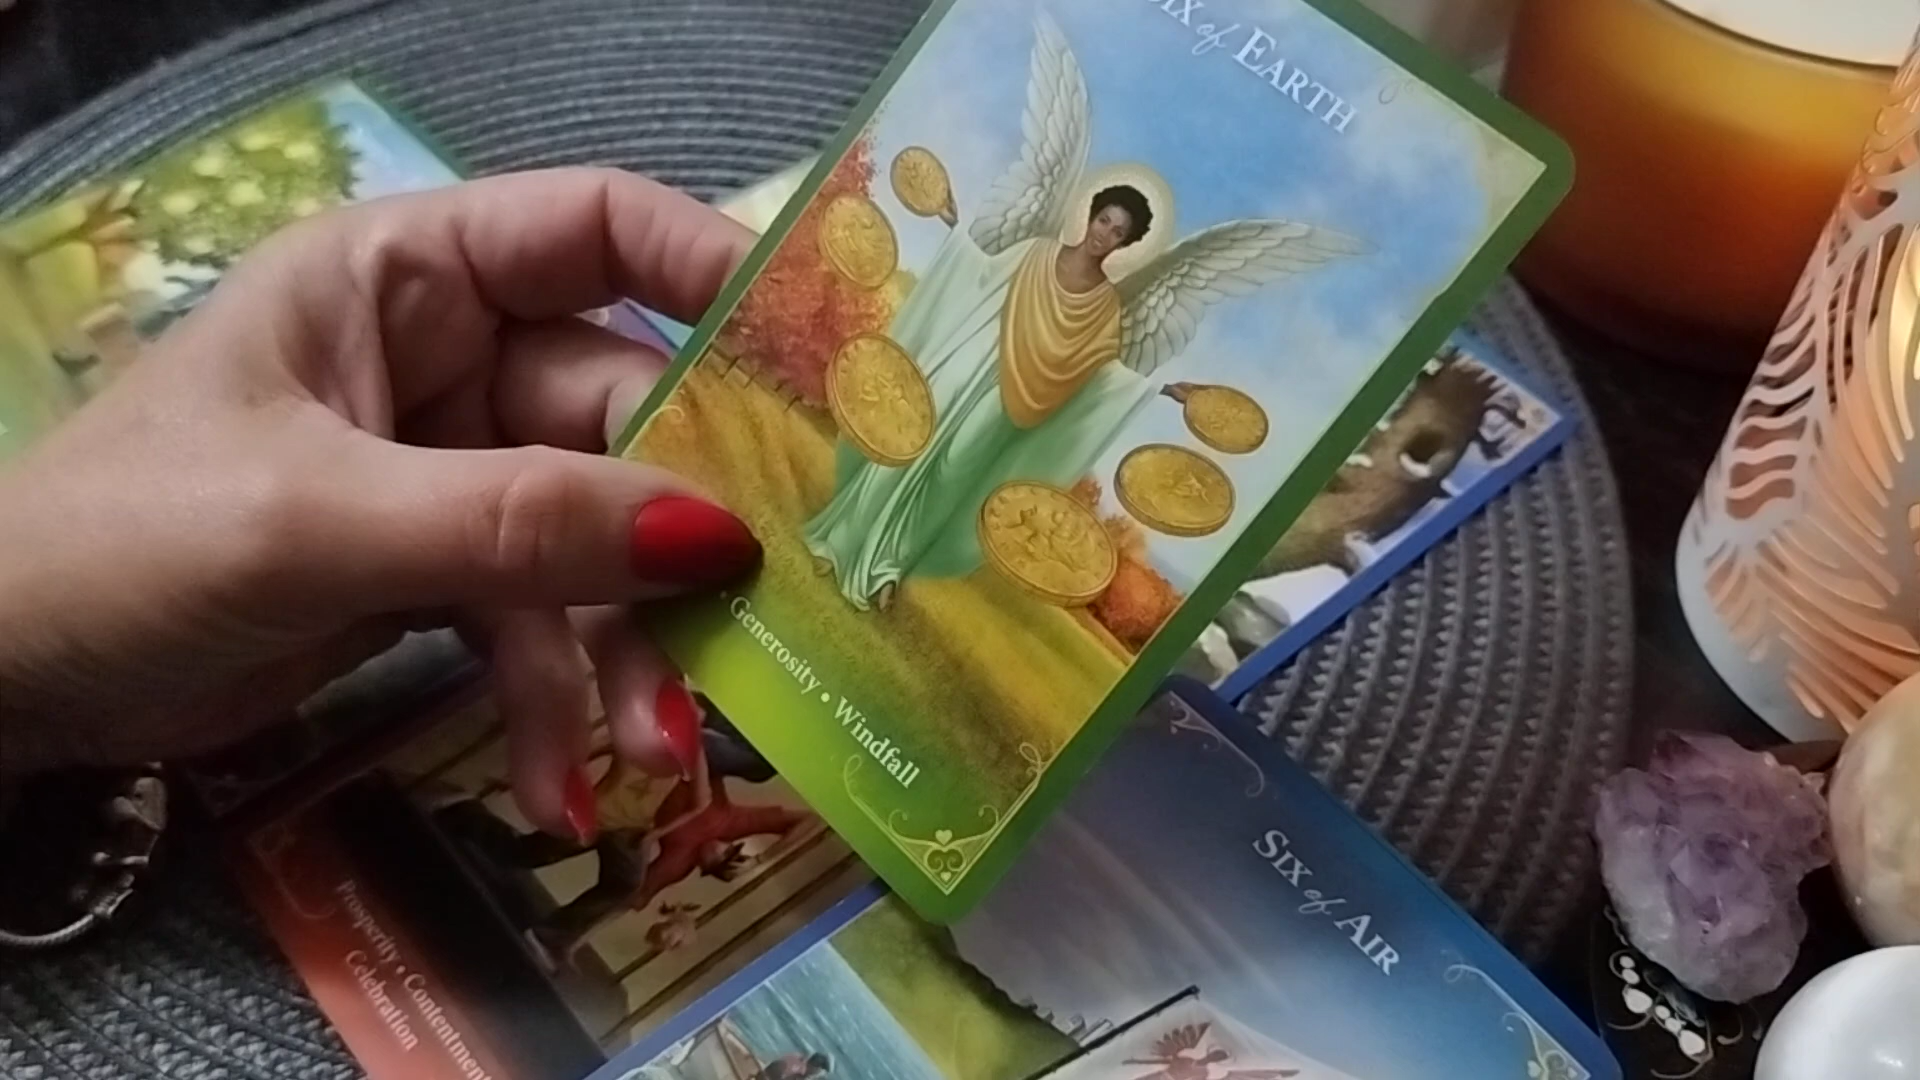 Six of Earth
• Generosity • Windfall
Six of Air
Prosperity • Contentment
Celebration